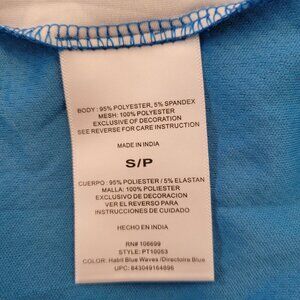 BODY: 95% POLYESTER, 5% SPANDEX
MESH: 100% POLYESTER
EXCLUSIVE OF DECORATION
SEE REVERSE FOR CARE INSTRUCTION
MADE IN INDIA
S/P
CUERPO: 95% POLIESTER / 5% ELASTAN
MALLA: 100% POLIESTER
EXCLUSIVO DE DECORACION
VER EL REVERSO PARA
INSTRUCCIONES DE CUIDADO
HECHO EN INDIA
RN# 106699
STYLE: PT10053
COLOR: Habil Blue Waves /Directoire Blue
UPC: 843049164896